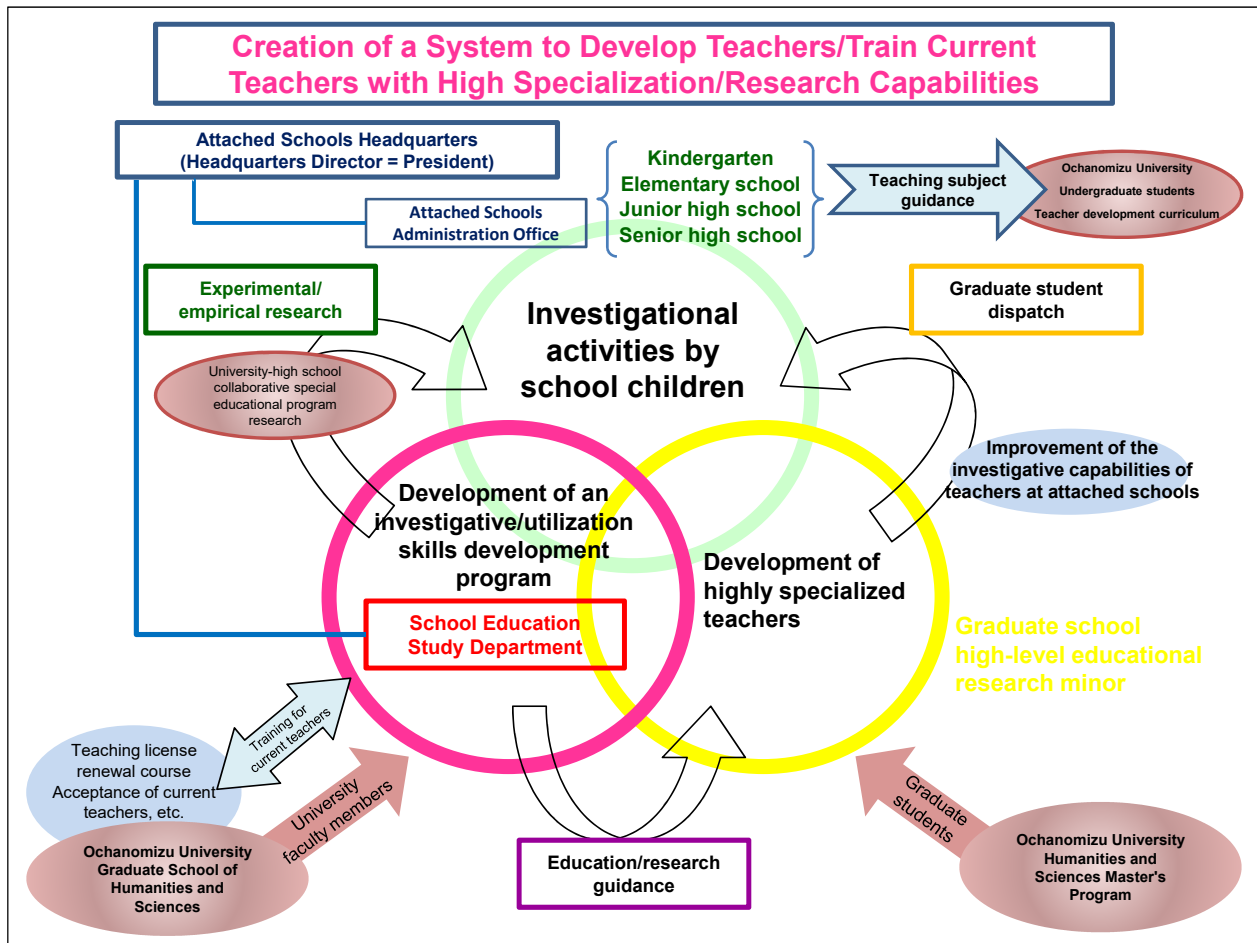 Creation of a System to Develop Teachers/Train Current
Teachers with High Specialization/Research Capabilities
Attached Schools Headquarters
(Headquarters Director = President)
Attached Schools
Administration Office
Kindergarten
Elementary school
Junior high school
Senior high school
Teaching subject
guidance
Ochanomizu University
Undergraduate students
Teacher development curriculum
Experimental/
empirical research
University-high school
collaborative special
educational program
research
Investigational
activities by
school children
Graduate student
dispatch
Improvement of the
investigative capabilities of
teachers at attached schools
Development of an
investigative/utilization
skills development
program
School Education
Study Department
Development of
highly specialized
teachers
Graduate school
high-level educational
research minor
Training for
current teachers
Teaching license
renewal course
Acceptance of current
teachers, etc.
University
faculty members
Ochanomizu University
Graduate School of
Humanities and
Sciences
Education/research
guidance
Graduate
students
Ochanomizu University
Humanities and
Sciences Master's
Program